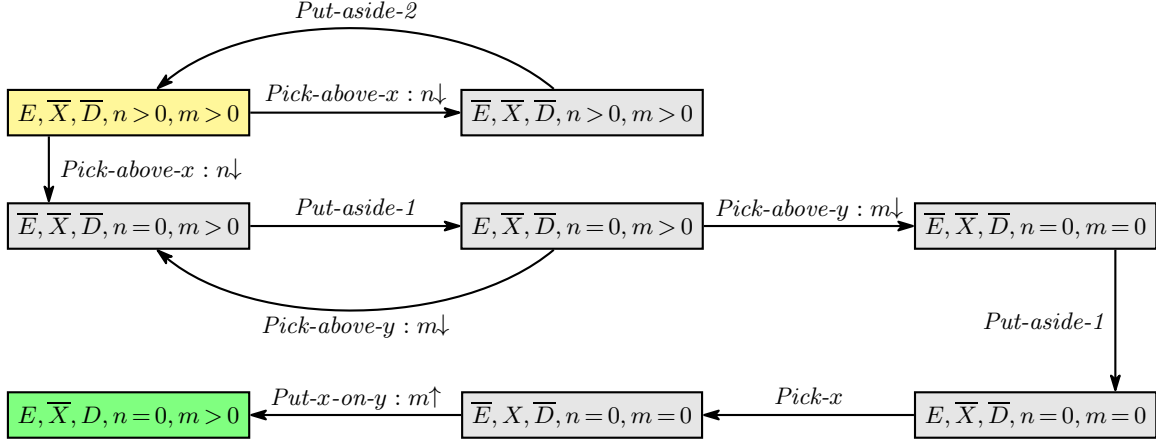 Put-aside-2
E, X̅, D̅, n > 0, m > 0
Pick-above-x : n↓
E̅, X̅, D̅, n > 0, m > 0
Pick-above-x : n↓
E̅, X̅, D̅, n = 0, m > 0
Put-aside-1
E, X̅, D̅, n = 0, m > 0
Pick-above-y : m↓
E̅, X̅, D̅, n = 0, m = 0
Pick-above-y : m↓
Put-aside-1
E, X̅, D, n = 0, m > 0
Put-x-on-y : m↑
E̅, X, D̅, n = 0, m = 0
Pick-x
E, X̅, D̅, n = 0, m = 0